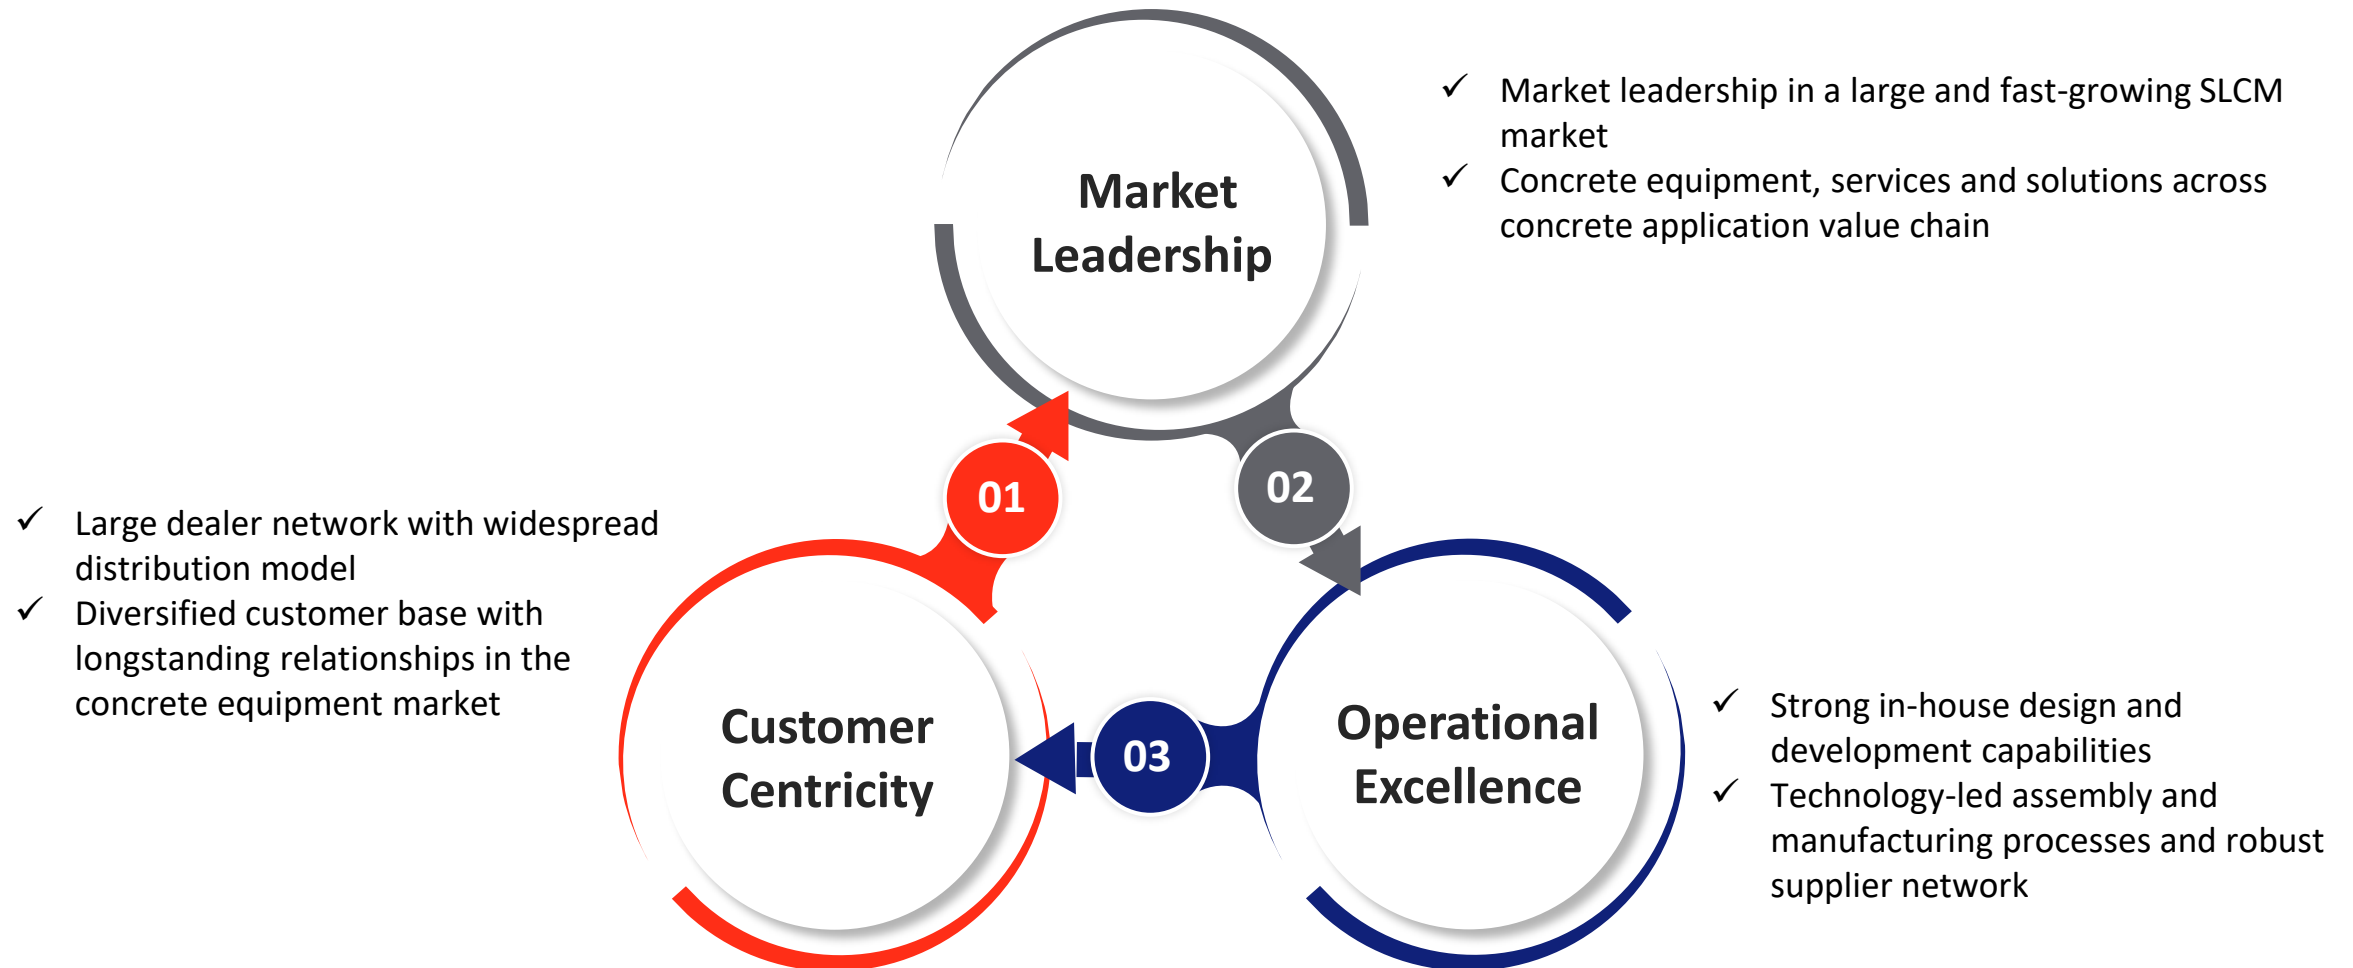 Market
Leadership
✓ Market leadership in a large and fast-growing SLCM
market
✓ Concrete equipment, services and solutions across
concrete application value chain
01
02
✓ Large dealer network with widespread
distribution model
✓ Diversified customer base with
longstanding relationships in the
concrete equipment market
Customer
Centricity
03
Operational
Excellence
✓ Strong in-house design and
development capabilities
✓ Technology-led assembly and
manufacturing processes and robust
supplier network